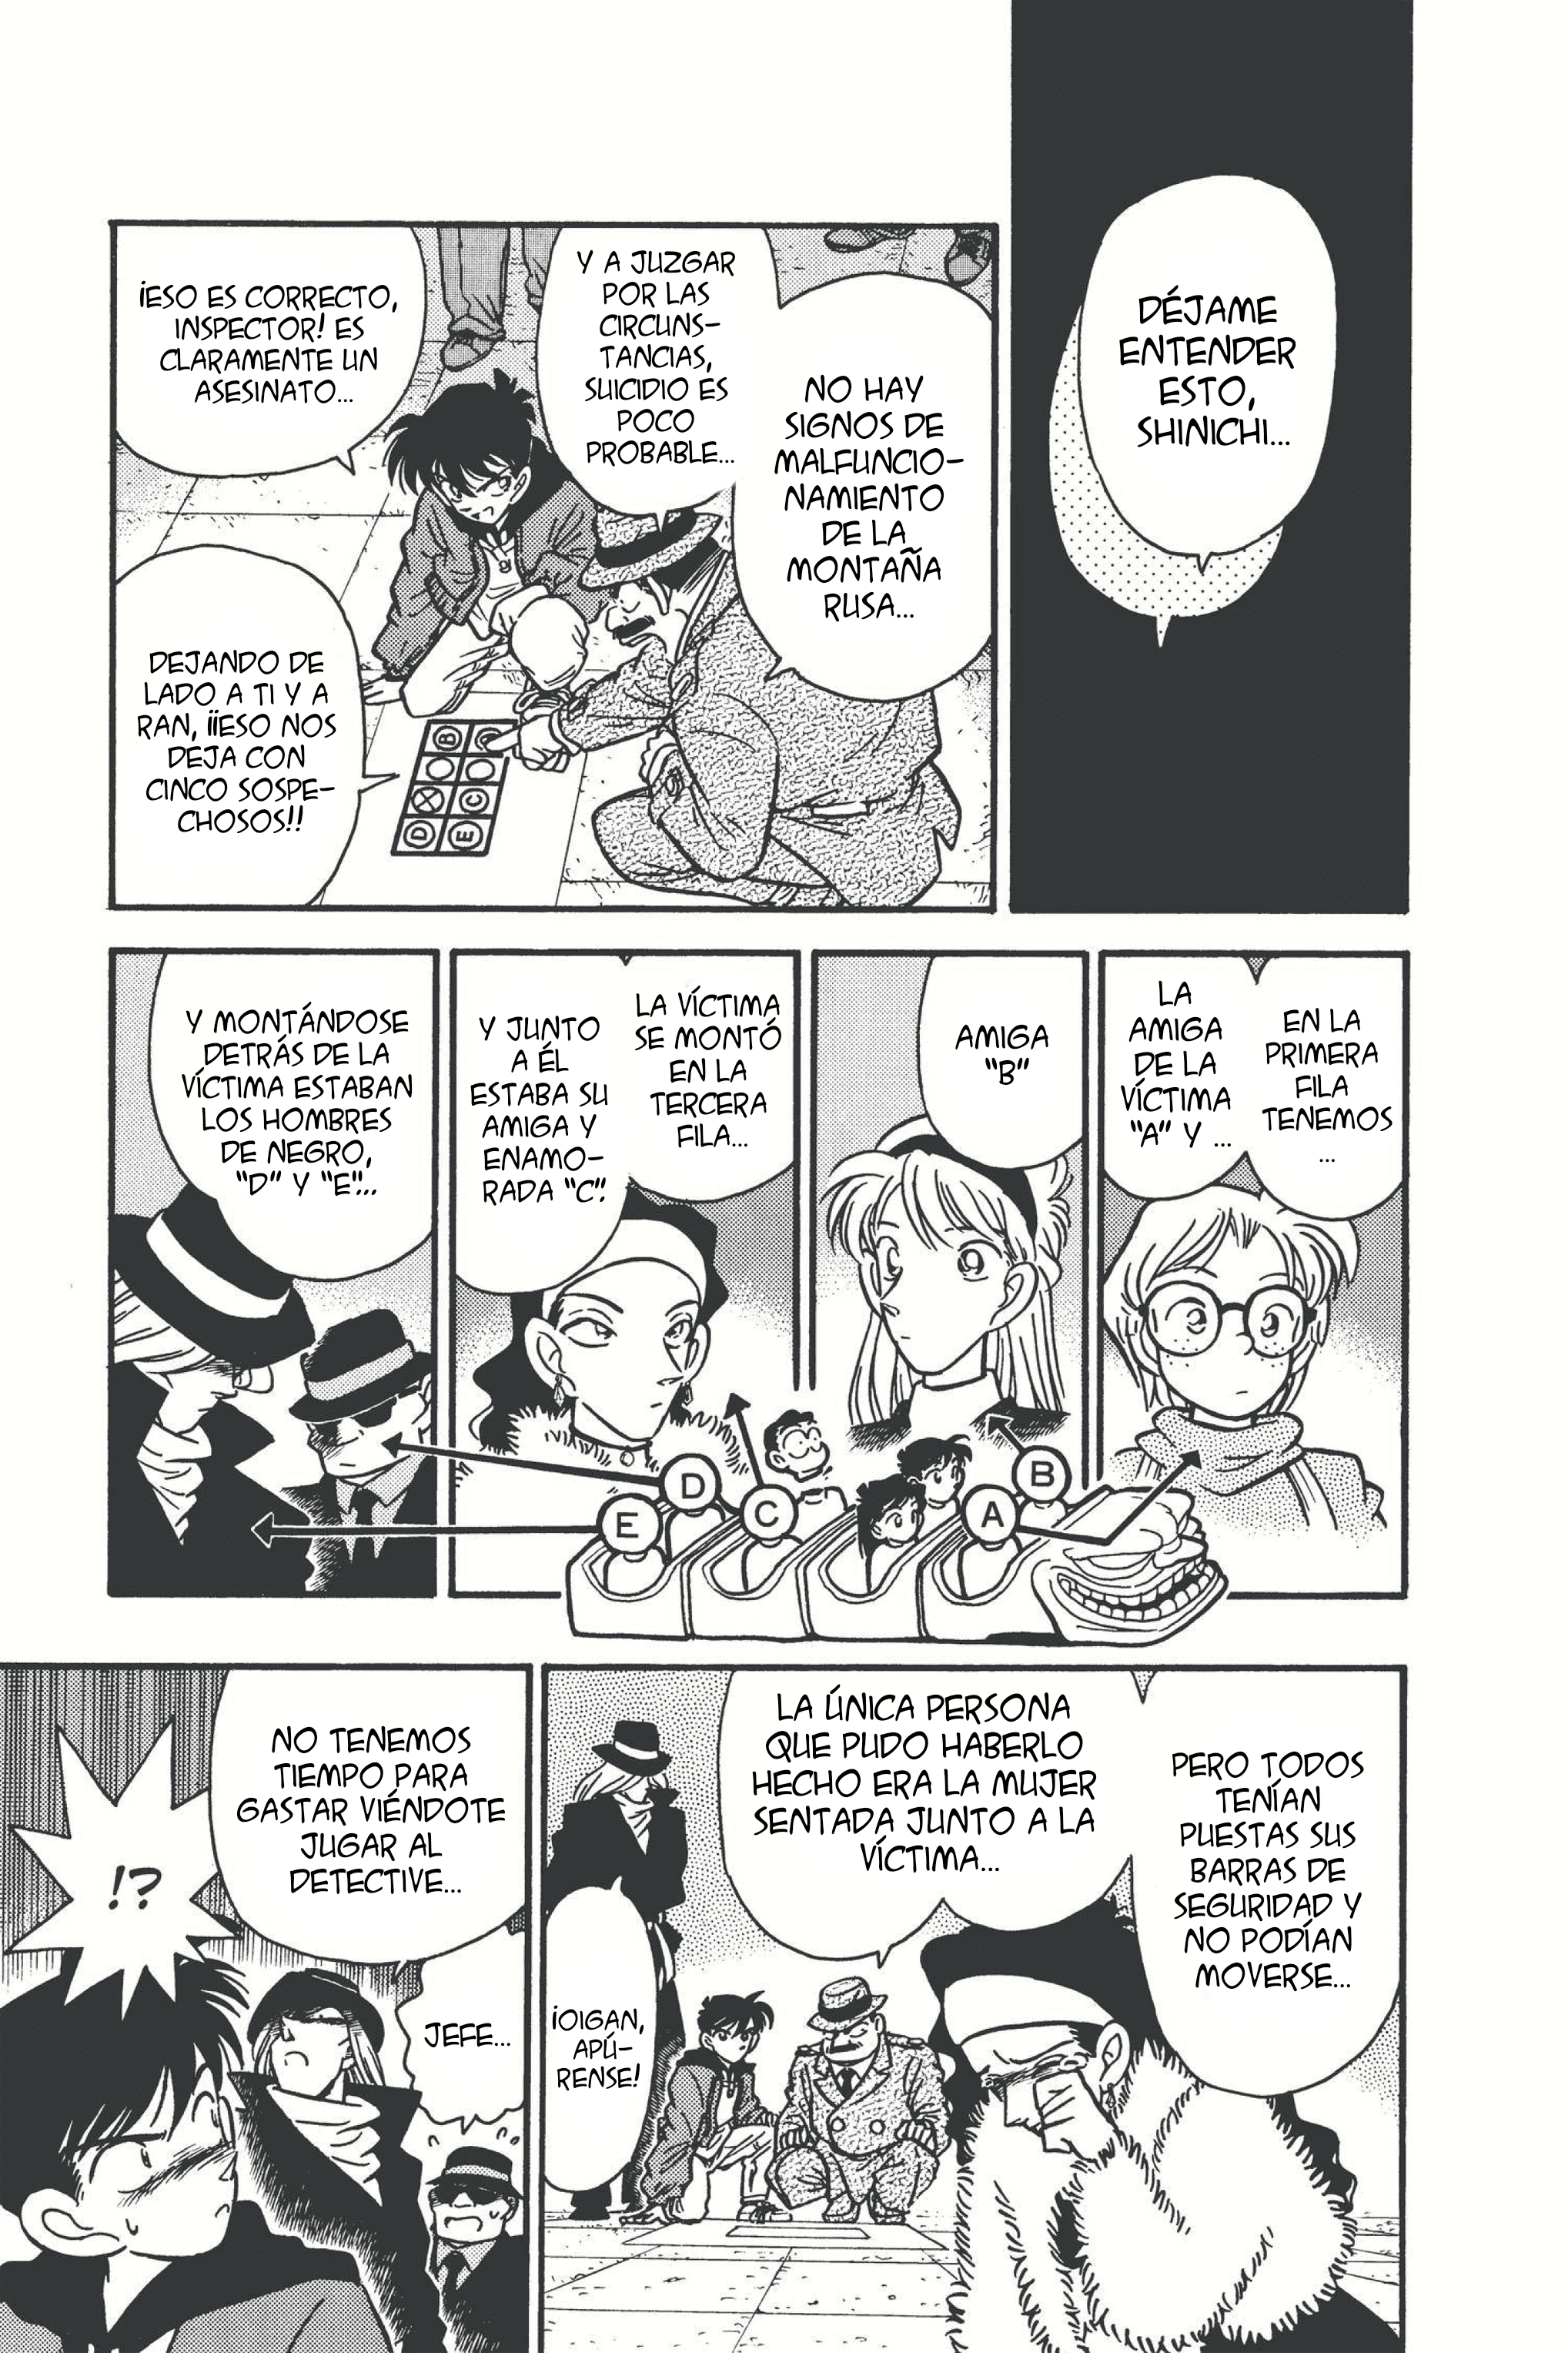 DÉJAME
ENTENDER
ESTO,
SHINICHI...
NO HAY
SIGNOS DE
MALFUNCIO-
NAMIENTO
DE LA
MONTAÑA
RUSA...
Y A JUZGAR
POR LAS
CIRCUNS-
TANCIAS,
SUICIDIO ES
POCO
PROBABLE...
¡ESO ES CORRECTO,
INSPECTOR! ES
CLARAMENTE UN
ASESINATO...
DEJANDO DE
LADO A TI Y A
RAN, ¡¡ESO NOS
DEJA CON
CINCO SOSPE-
CHOSOS!!
B
C
D
E
EN LA
PRIMERA
FILA
TENEMOS
...
LA
AMIGA
DE LA
VÍCTIMA
"A" Y ...
AMIGA
"B"
LA VÍCTIMA
SE MONTÓ
EN LA
TERCERA
FILA...
Y JUNTO
A ÉL
ESTABA SU
AMIGA Y
ENAMO-
RADA "C".
Y MONTÁNDOSE
DETRÁS DE LA
VÍCTIMA ESTABAN
LOS HOMBRES
DE NEGRO,
"D" Y "E"...
B
A
C
D
E
PERO TODOS
TENÍAN
PUESTAS SUS
BARRAS DE
SEGURIDAD Y
NO PODÍAN
MOVERSE...
LA ÚNICA PERSONA
QUE PUDO HABERLO
HECHO ERA LA MUJER
SENTADA JUNTO A LA
VÍCTIMA...
¡OIGAN,
APÚ-
RENSE!
NO TENEMOS
TIEMPO PARA
GASTAR VIÉNDOTE
JUGAR AL
DETECTIVE...
JEFE...
!?